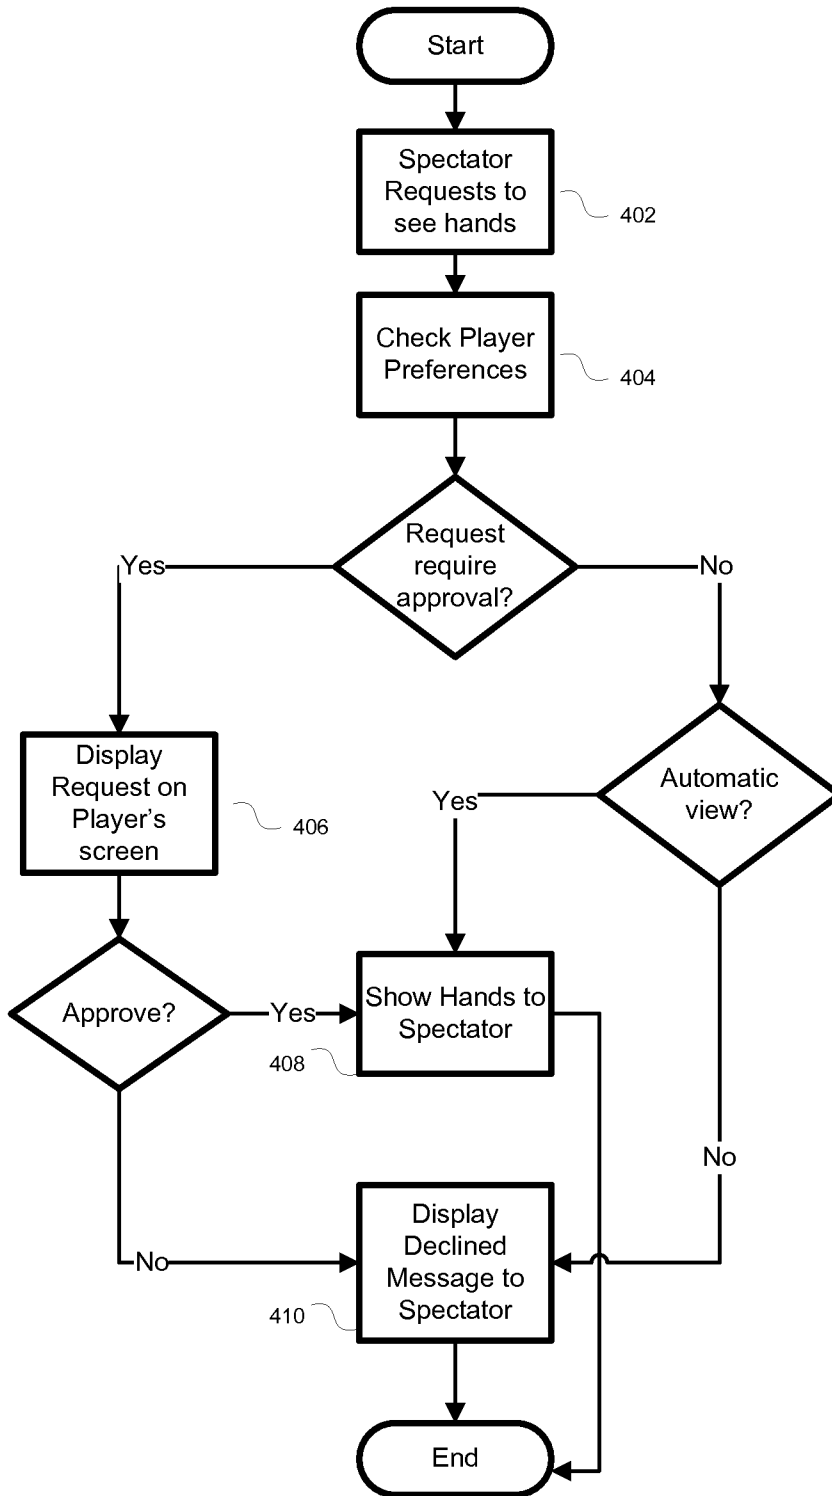 Start
Spectator
Requests to
see hands
402
Check Player
Preferences
404
Request
require
approval?
Yes
No
Display
Request on
Player's
screen
406
Automatic
view?
Yes
Approve?
Yes
Show Hands to
Spectator
408
No
Display
Declined
Message to
Spectator
No
410
End